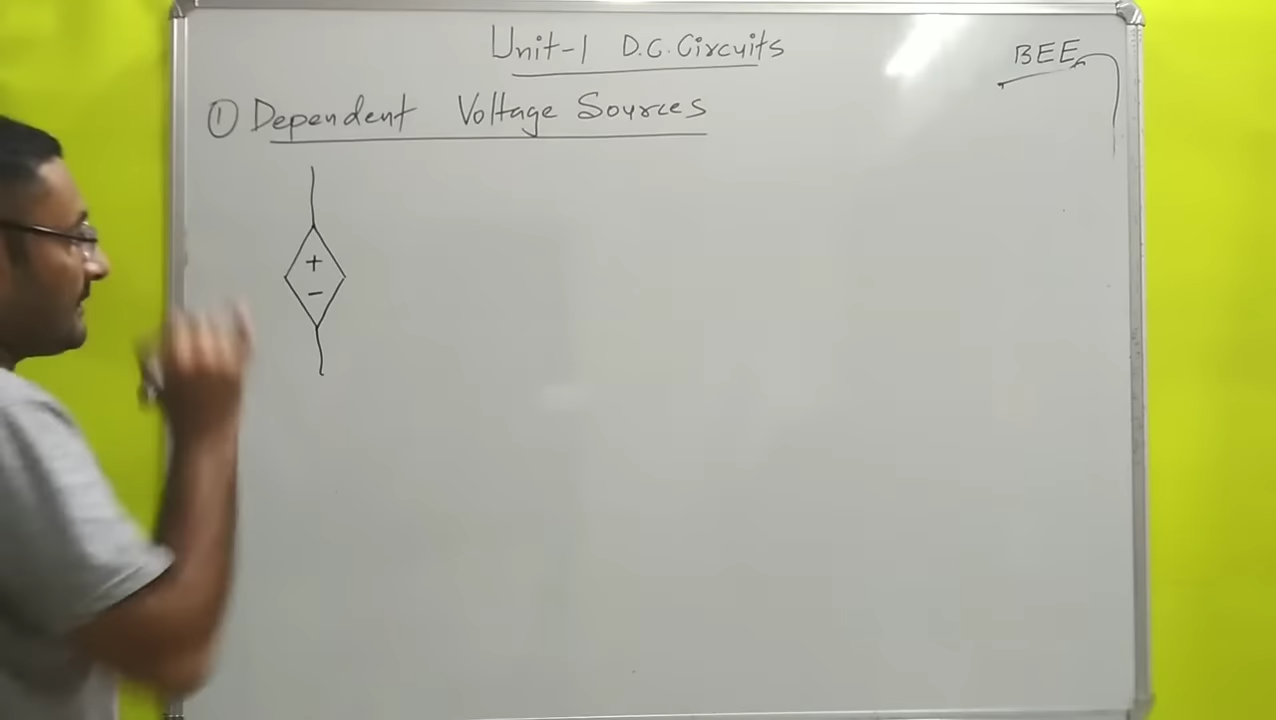 Unit-1 D.C. Circuits
BEE
① Dependent Voltage Sources
+
−